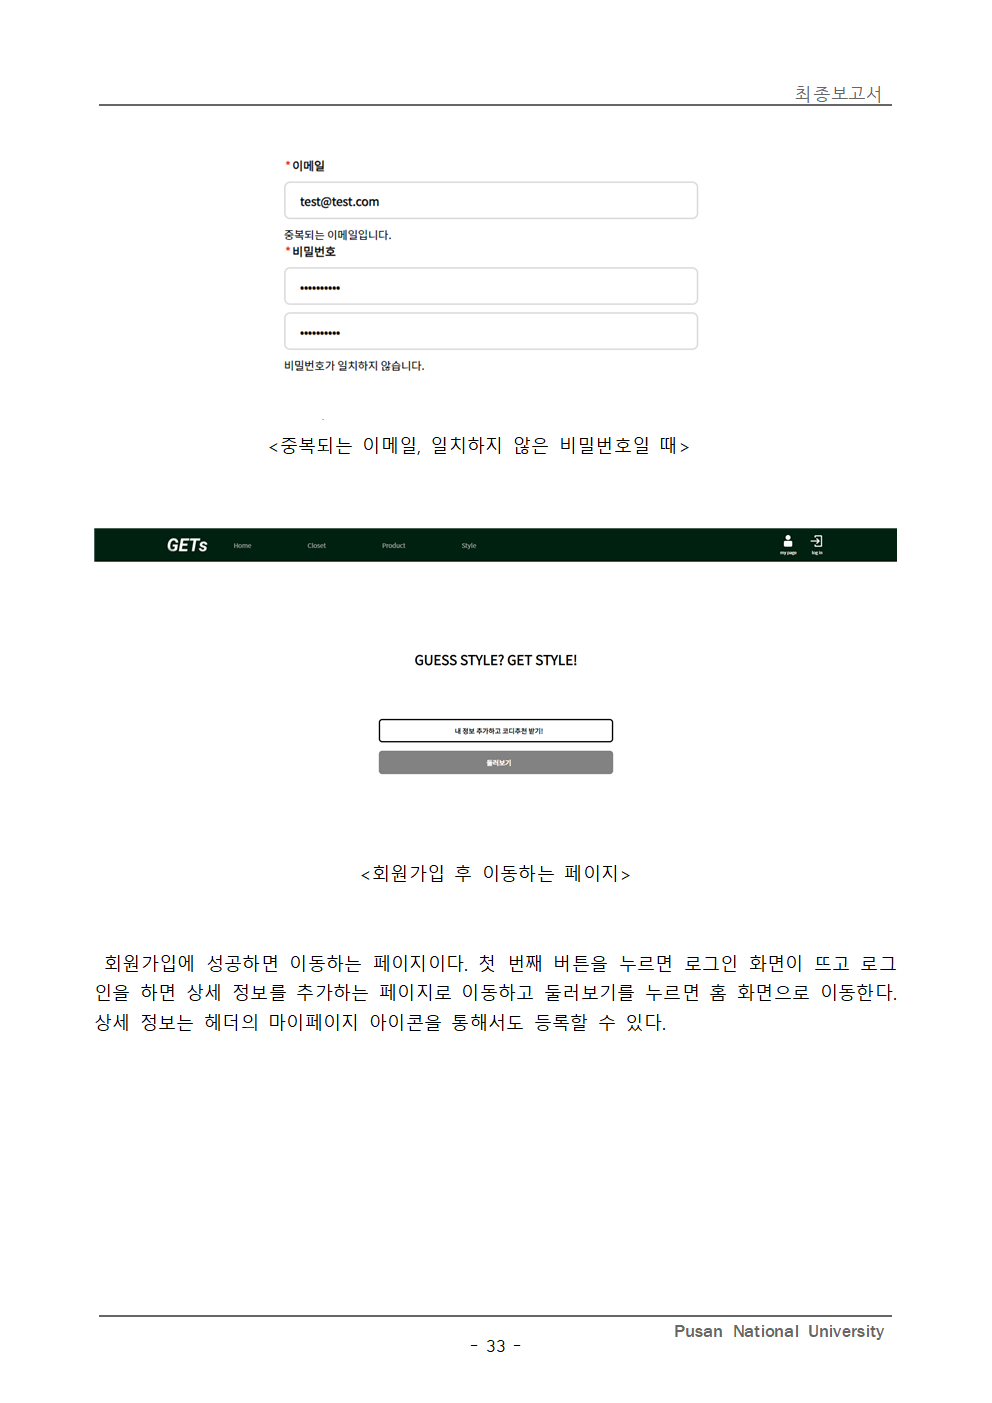 최종보고서
* 이메일
test@test.com
중복되는 이메일입니다.
* 비밀번호
••••••••••
••••••••••
비밀번호가 일치하지 않습니다.
<중복되는 이메일, 일치하지 않은 비밀번호일 때>
GETs Home Closet Product Style my page log in
GUESS STYLE? GET STYLE!
내 정보 추가하고 코디추천 받기!
둘러보기
<회원가입 후 이동하는 페이지>
회원가입에 성공하면 이동하는 페이지이다. 첫 번째 버튼을 누르면 로그인 화면이 뜨고 로그
인을 하면 상세 정보를 추가하는 페이지로 이동하고 둘러보기를 누르면 홈 화면으로 이동한다.
상세 정보는 헤더의 마이페이지 아이콘을 통해서도 등록할 수 있다.
Pusan National University
- 33 -